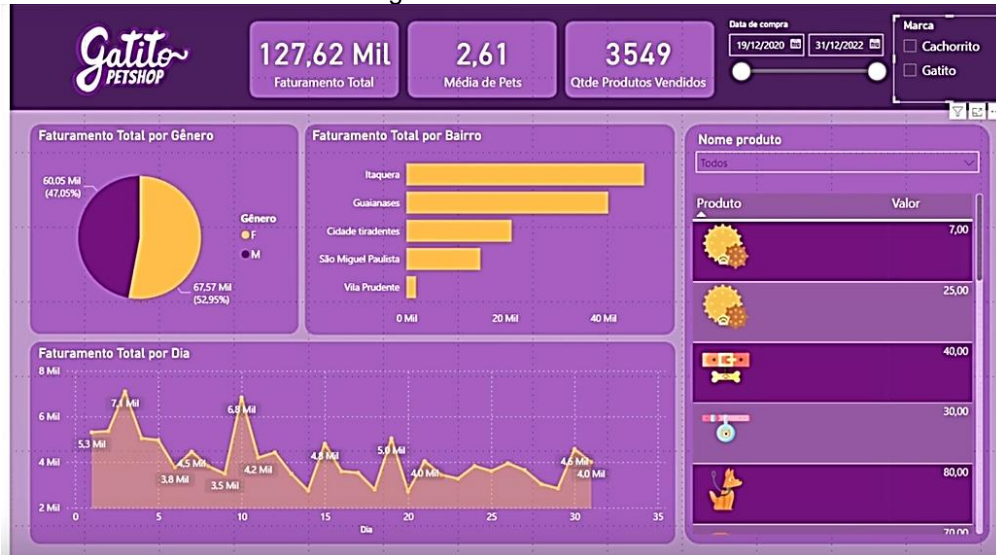 Gatito
PETSHOP
127,62 Mil
Faturamento Total
2,61
Média de Pets
3549
Qtde Produtos Vendidos
Data de compra
19/12/2020
31/12/2022
Marca
Cachorrito
Gatito
Faturamento Total por Gênero
60,05 Mil
(47,05%)
Gênero
F
M
67,57 Mil
(52,95%)
Faturamento Total por Bairro
Itaquera
Guaianases
Cidade tiradentes
São Miguel Paulista
Vila Prudente
0 Mil
20 Mil
40 Mil
Nome produto
Todos
Produto
Valor
7,00
25,00
40,00
30,00
80,00
70,00
Faturamento Total por Dia
8 Mil
6 Mil
4 Mil
2 Mil
5.3 Mil
7,1 Mil
3.8 Mil
4.5 Mil
3.5 Mil
6.8 Mil
4.2 Mil
4.8 Mil
5.0 Mil
4.0 Mil
4.6 Mil
4.0 Mil
0
5
10
15
20
25
30
35
Dia